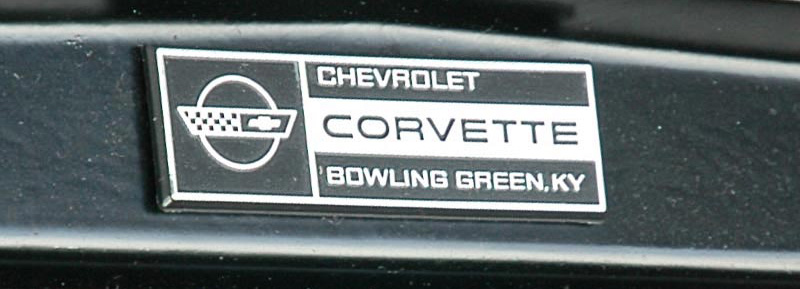 CHEVROLET
CORVETTE
BOWLING GREEN, KY